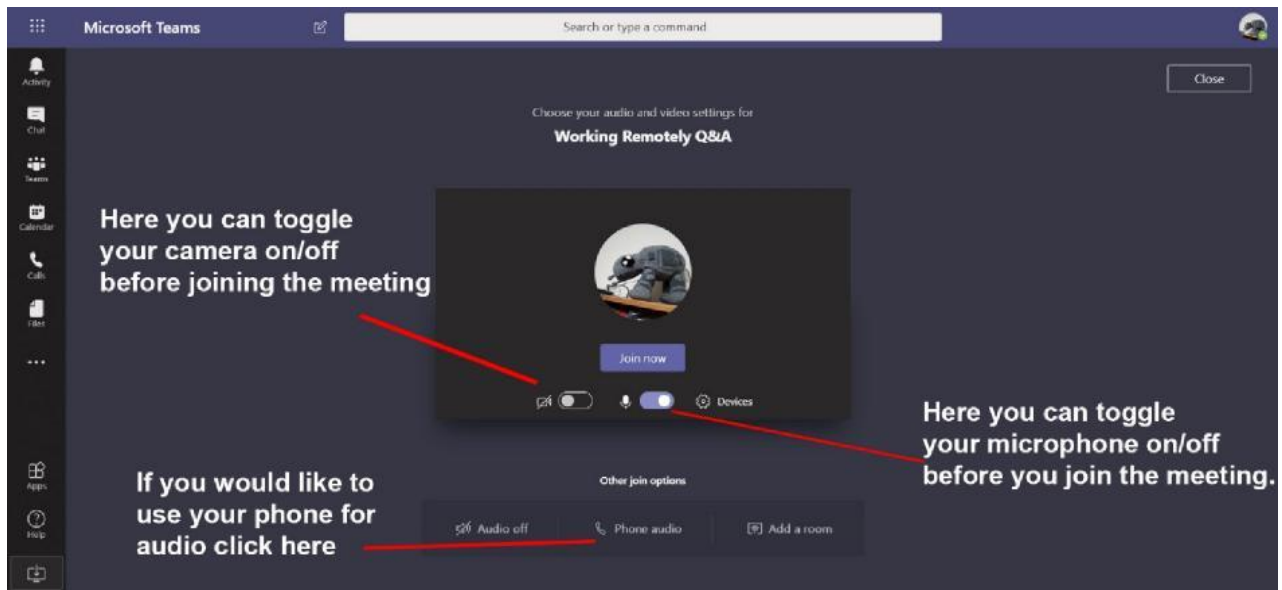 Microsoft Teams
Search or type a command
Activity
Chat
Teams
Calendar
Calls
Files
Apps
Help
Close
Choose your audio and video settings for
Working Remotely Q&A
Here you can toggle
your camera on/off
before joining the meeting
Join now
Devices
Here you can toggle
your microphone on/off
before you join the meeting.
If you would like to
use your phone for
audio click here
Other join options
Audio off
Phone audio
Add a room